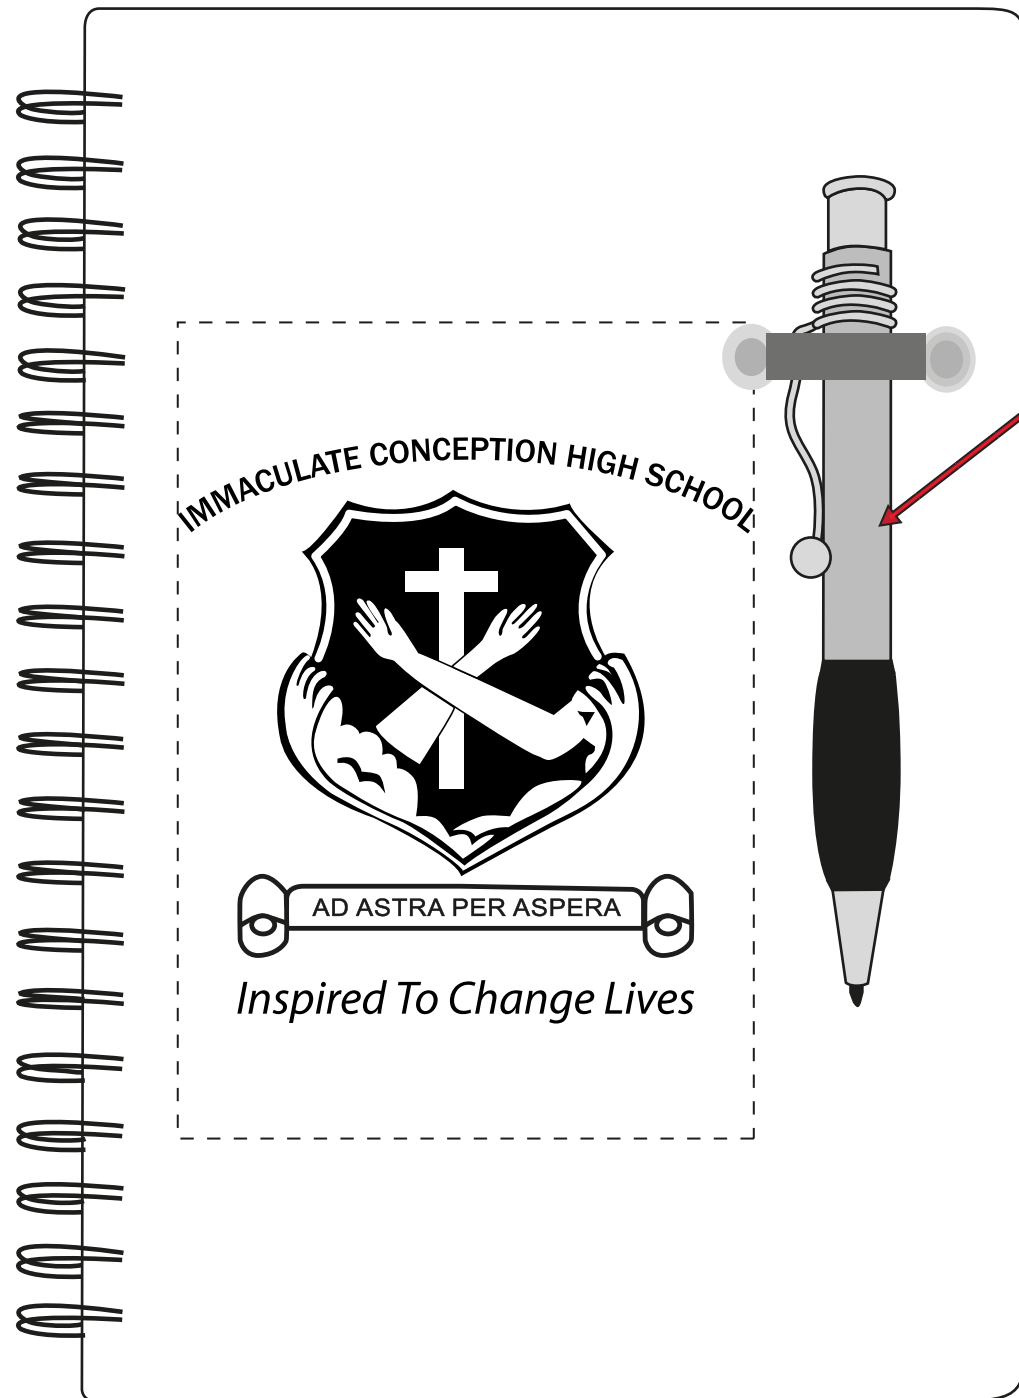 IMMACULATE CONCEPTION HIGH SCHOOL
AD ASTRA PER ASPERA
Inspired To Change Lives